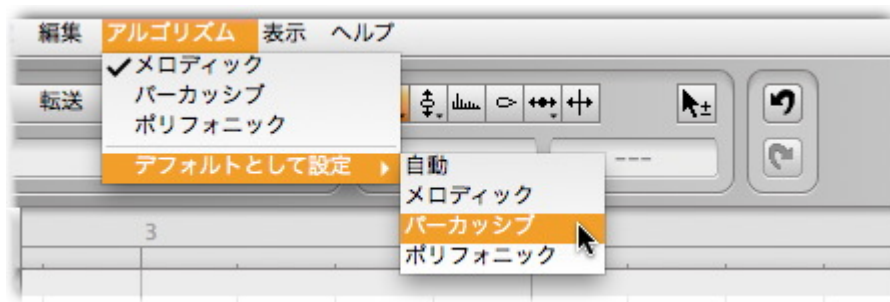 編集 アルゴリズム 表示 ヘルプ
✓メロディック
パーカッシブ
ポリフォニック
デフォルトとして設定
転送
自動
メロディック
パーカッシブ
ポリフォニック
---
3